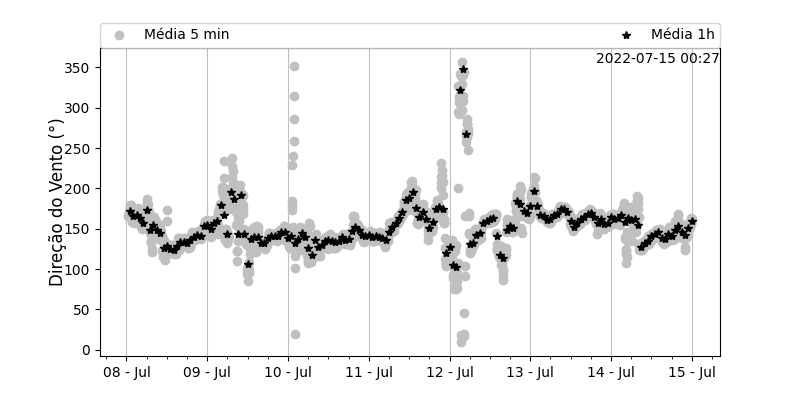 Média 5 min
Média 1h
2022-07-15 00:27
Direção do Vento (°)
350
300
250
200
150
100
50
0
08 - Jul
09 - Jul
10 - Jul
11 - Jul
12 - Jul
13 - Jul
14 - Jul
15 - Jul